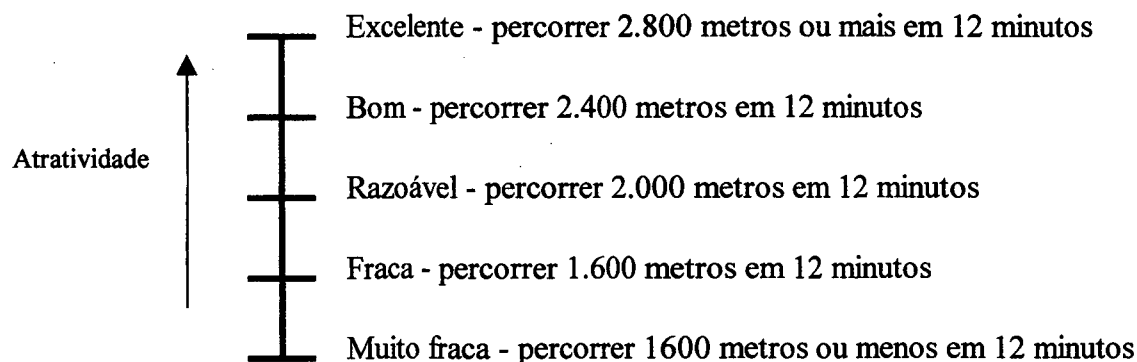 Excelente - percorrer 2.800 metros ou mais em 12 minutos
Bom - percorrer 2.400 metros em 12 minutos
Atratividade
Razoável - percorrer 2.000 metros em 12 minutos
Fraca - percorrer 1.600 metros em 12 minutos
Muito fraca - percorrer 1600 metros ou menos em 12 minutos